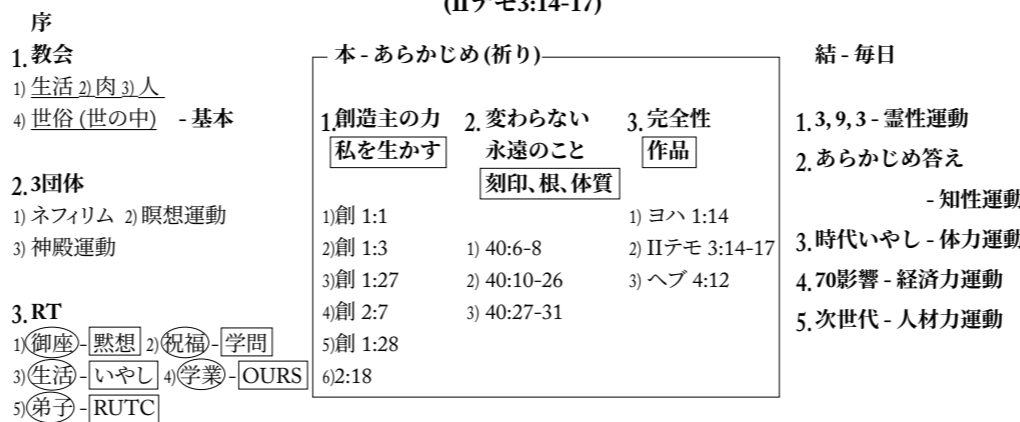 (IIテモ3:14-17)
序
1. 教会
1) 生活 2) 肉 3) 人
4) 世俗 (世の中) - 基本
2. 3団体
1) ネフィリム 2) 瞑想運動
3) 神殿運動
3. RT
1) 御座 - 黙想 2) 祝福 - 学問
3) 生活 - いやし 4) 学業 - OURS
5) 弟子 - RUTC
本 - あらかじめ (祈り)
1. 創造主の力
私を生かす
1)創 1:1
2)創 1:3
3)創 1:27
4)創 2:7
5)創 1:28
6)2:18
2. 変わらない
永遠のこと
刻印、根、体質
1) 40:6-8
2) 40:10-26
3) 40:27-31
3. 完全性
作品
1) ヨハ 1:14
2) IIテモ 3:14-17
3) ヘブ 4:12
結 - 毎日
1. 3, 9, 3 - 霊性運動
2. あらかじめ答え
- 知性運動
3. 時代いやし - 体力運動
4. 70影響 - 経済力運動
5. 次世代 - 人材力運動